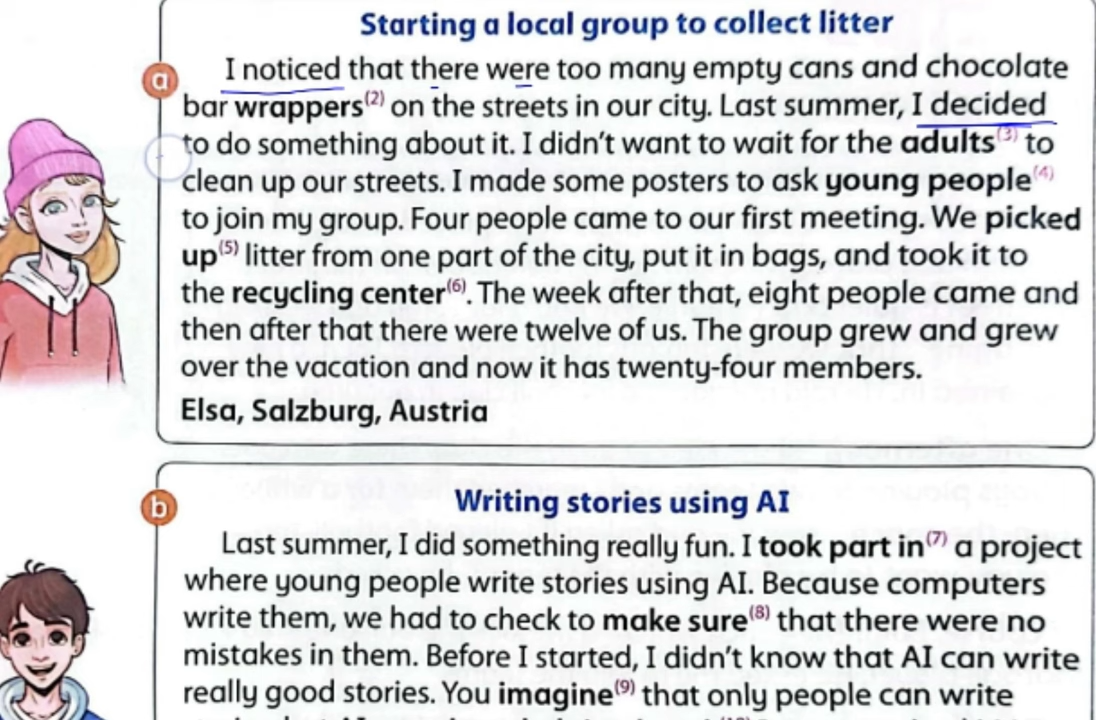 Starting a local group to collect litter
a
I noticed that there were too many empty cans and chocolate
bar wrappers(2) on the streets in our city. Last summer, I decided
to do something about it. I didn't want to wait for the adults(3) to
clean up our streets. I made some posters to ask young people(4)
to join my group. Four people came to our first meeting. We picked
up(5) litter from one part of the city, put it in bags, and took it to
the recycling center(6). The week after that, eight people came and
then after that there were twelve of us. The group grew and grew
over the vacation and now it has twenty-four members.
Elsa, Salzburg, Austria
b
Writing stories using AI
Last summer, I did something really fun. I took part in(7) a project
where young people write stories using AI. Because computers
write them, we had to check to make sure(8) that there were no
mistakes in them. Before I started, I didn't know that AI can write
really good stories. You imagine(9) that only people can write